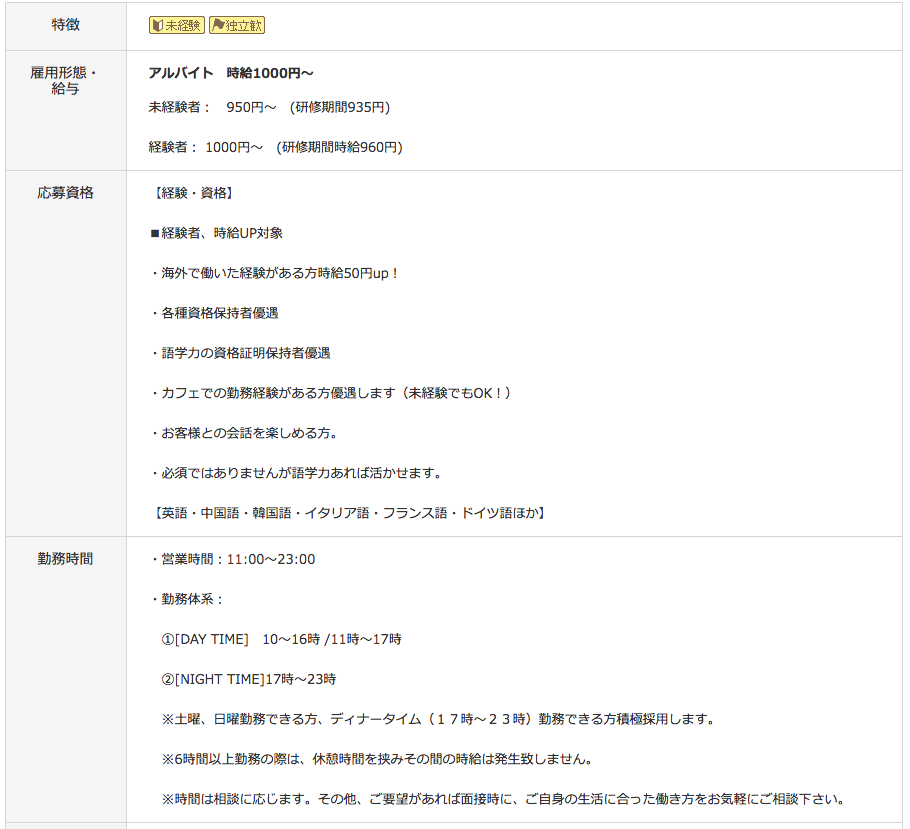 特徴
未経験 独立歓
雇用形態・
給与
アルバイト　時給1000円～
未経験者：　950円～　(研修期間935円)
経験者： 1000円～　(研修期間時給960円)
応募資格
【経験・資格】
■経験者、時給UP対象
・海外で働いた経験がある方時給50円up！
・各種資格保持者優遇
・語学力の資格証明保持者優遇
・カフェでの勤務経験がある方優遇します（未経験でもOK！）
・お客様との会話を楽しめる方。
・必須ではありませんが語学力あれば活かせます。
【英語・中国語・韓国語・イタリア語・フランス語・ドイツ語ほか】
勤務時間
・営業時間：11:00～23:00
・勤務体系：
①[DAY TIME]　10～16時 /11時～17時
②[NIGHT TIME]17時～23時
※土曜、日曜勤務できる方、ディナータイム（１７時～２３時）勤務できる方積極採用します。
※6時間以上勤務の際は、休憩時間を挟みその間の時給は発生致しません。
※時間は相談に応じます。その他、ご要望があれば面接時に、ご自身の生活に合った働き方をお気軽にご相談下さい。